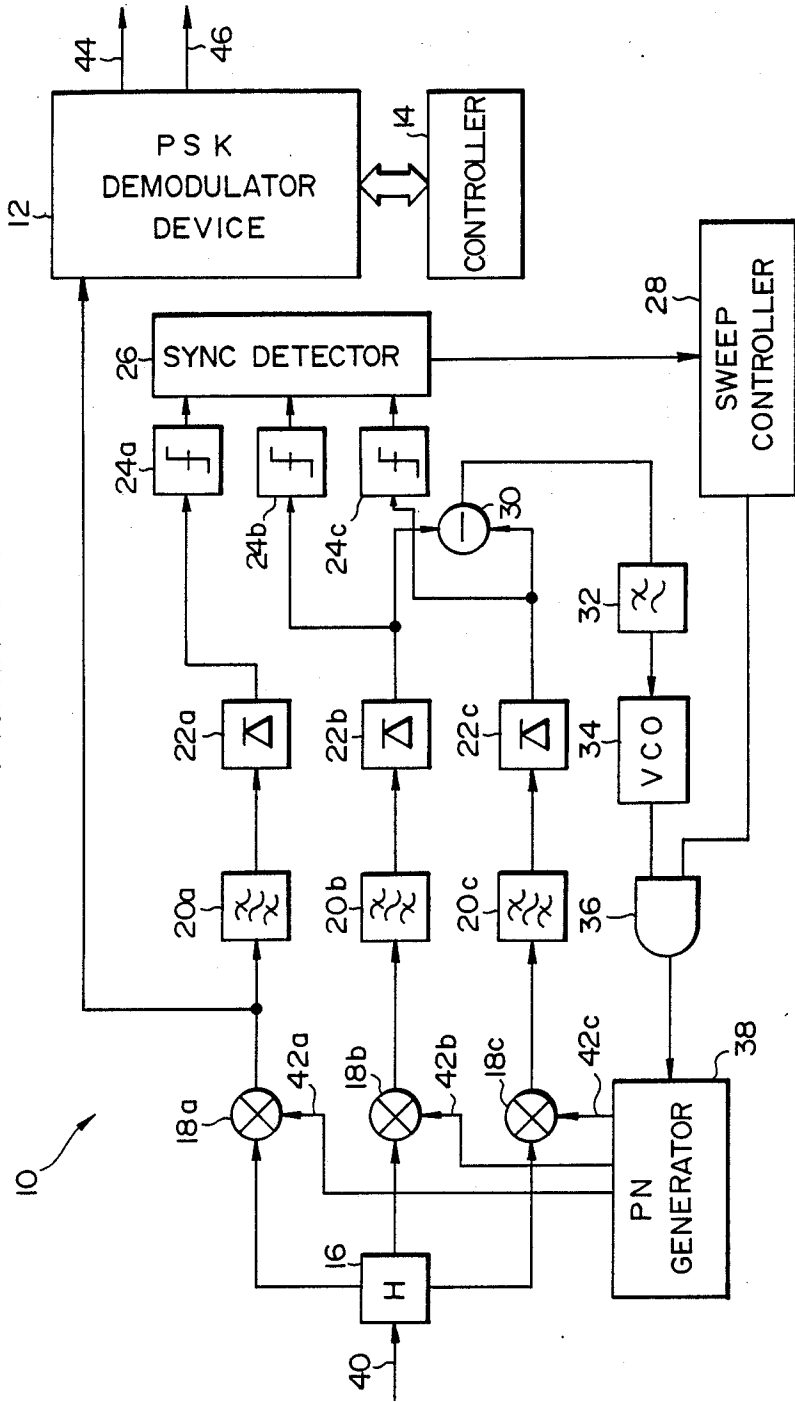 10
40
16
H
18a
42a
18b
42b
18c
42c
PN
GENERATOR
38
20a
20b
20c
22a
22b
22c
24a
24b
24c
26
SYNC DETECTOR
30
32
34
VCO
36
28
SWEEP
CONTROLLER
12
PSK
DEMODULATOR
DEVICE
14
CONTROLLER
44
46